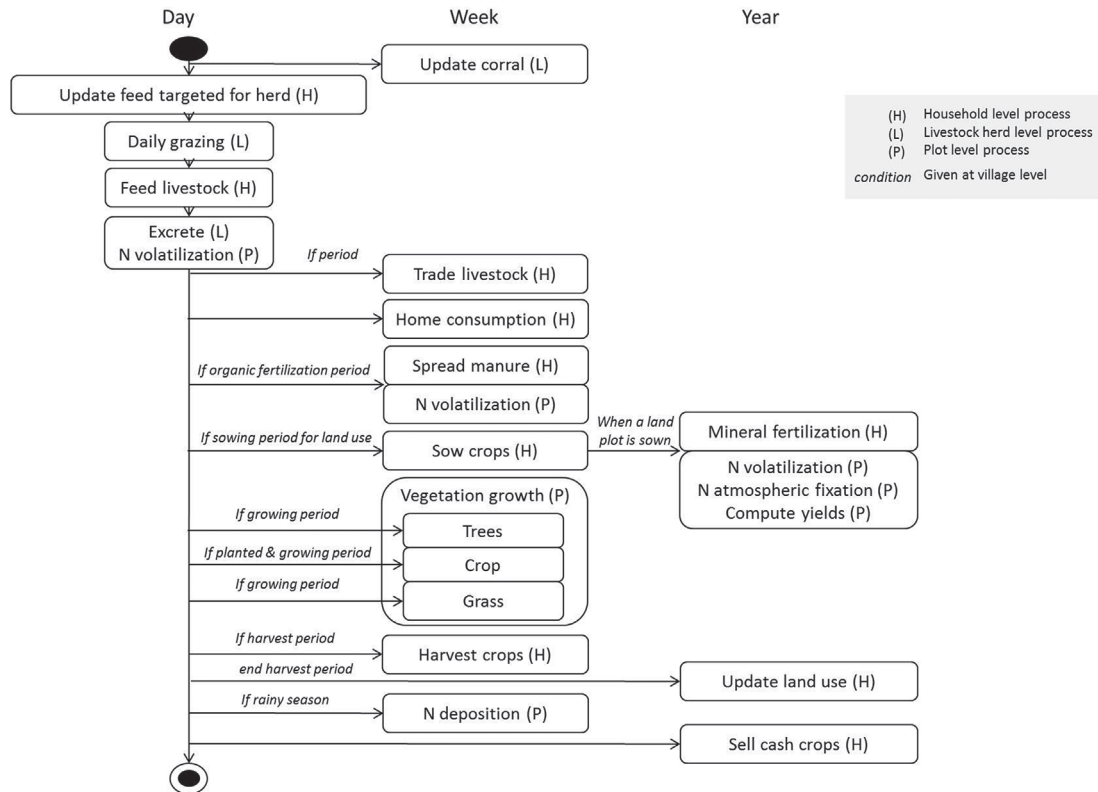 Day
Week
Year
Update corral (L)
Update feed targeted for herd (H)
(H) Household level process
(L) Livestock herd level process
(P) Plot level process
condition Given at village level
Daily grazing (L)
Feed livestock (H)
Excrete (L)
N volatilization (P)
If period
Trade livestock (H)
Home consumption (H)
If organic fertilization period
Spread manure (H)
N volatilization (P)
If sowing period for land use
Sow crops (H)
When a land
plot is sown
Mineral fertilization (H)
N volatilization (P)
N atmospheric fixation (P)
Compute yields (P)
Vegetation growth (P)
If growing period
Trees
If planted & growing period
Crop
If growing period
Grass
If harvest period
Harvest crops (H)
end harvest period
Update land use (H)
If rainy season
N deposition (P)
Sell cash crops (H)